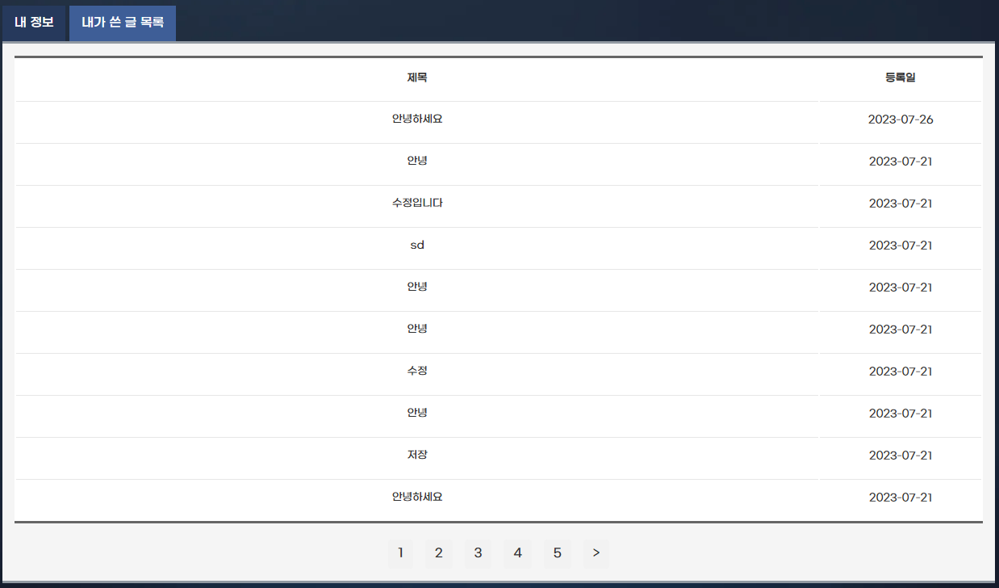 내 정보 내가 쓴 글 목록
제목 등록일
안녕하세요 2023-07-26
안녕 2023-07-21
수정입니다 2023-07-21
sd 2023-07-21
안녕 2023-07-21
안녕 2023-07-21
수정 2023-07-21
안녕 2023-07-21
저장 2023-07-21
안녕하세요 2023-07-21
1 2 3 4 5 >